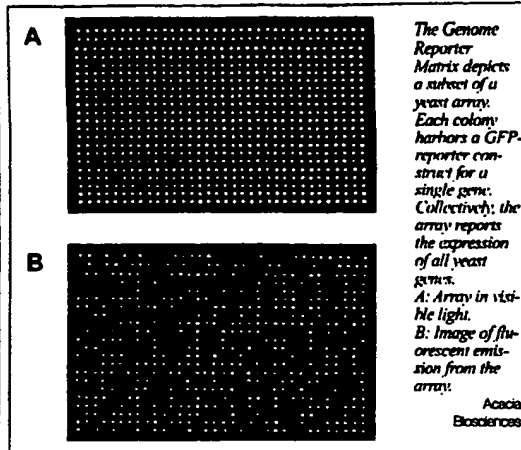 A
B
The Genome
Reporter
Matrix depicts
a subset of a
yeast array.
Each colony
harbors a GFP-
reporter con-
struct for a
single gene.
Collectively, the
array reports
the expression
of all yeast
genes.
A: Array in visi-
ble light.
B: Image of flu-
orescent emis-
sion from the
array.
Acacia
Biosciences